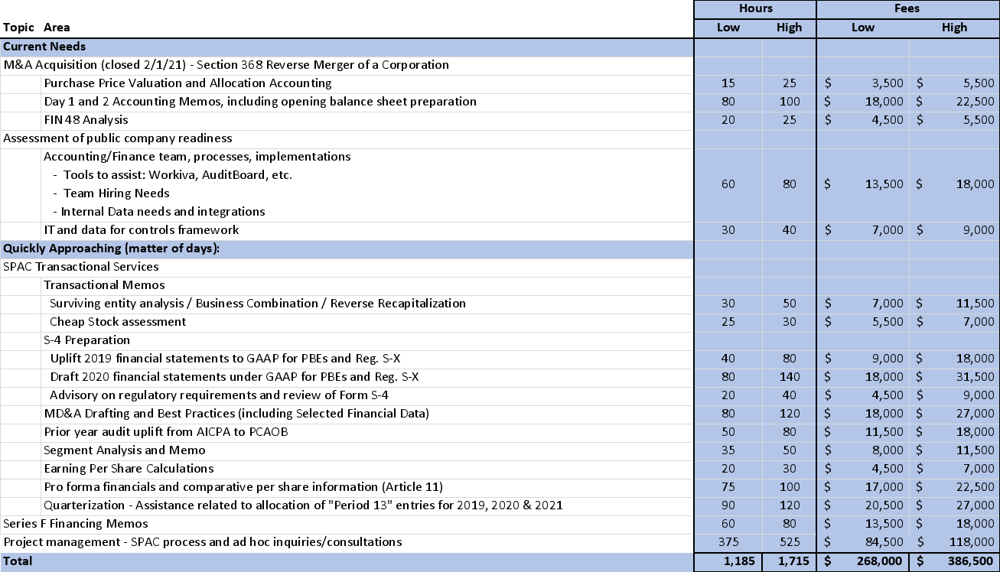 Hours Fees
Topic Area Low High Low High
Current Needs
M&A Acquisition (closed 2/1/21) - Section 368 Reverse Merger of a Corporation
Purchase Price Valuation and Allocation Accounting 15 25 $ 3,500 $ 5,500
Day 1 and 2 Accounting Memos, including opening balance sheet preparation 80 100 $ 18,000 $ 22,500
FIN 48 Analysis 20 25 $ 4,500 $ 5,500
Assessment of public company readiness
Accounting/Finance team, processes, implementations
- Tools to assist: Workiva, AuditBoard, etc.
- Team Hiring Needs
- Internal Data needs and integrations
60 80 $ 13,500 $ 18,000
IT and data for controls framework 30 40 $ 7,000 $ 9,000
Quickly Approaching (matter of days):
SPAC Transactional Services
Transactional Memos
Surviving entity analysis / Business Combination / Reverse Recapitalization 30 50 $ 7,000 $ 11,500
Cheap Stock assessment 25 30 $ 5,500 $ 7,000
S-4 Preparation
Uplift 2019 financial statements to GAAP for PBEs and Reg. S-X 40 80 $ 9,000 $ 18,000
Draft 2020 financial statements under GAAP for PBEs and Reg. S-X 80 140 $ 18,000 $ 31,500
Advisory on regulatory requirements and review of Form S-4 20 40 $ 4,500 $ 9,000
MD&A Drafting and Best Practices (including Selected Financial Data) 80 120 $ 18,000 $ 27,000
Prior year audit uplift from AICPA to PCAOB 50 80 $ 11,500 $ 18,000
Segment Analysis and Memo 35 50 $ 8,000 $ 11,500
Earning Per Share Calculations 20 30 $ 4,500 $ 7,000
Pro forma financials and comparative per share information (Article 11) 75 100 $ 17,000 $ 22,500
Quarterization - Assistance related to allocation of "Period 13" entries for 2019, 2020 & 2021 90 120 $ 20,500 $ 27,000
Series F Financing Memos 60 80 $ 13,500 $ 18,000
Project management - SPAC process and ad hoc inquiries/consultations 375 525 $ 84,500 $ 118,000
Total 1,185 1,715 $ 268,000 $ 386,500